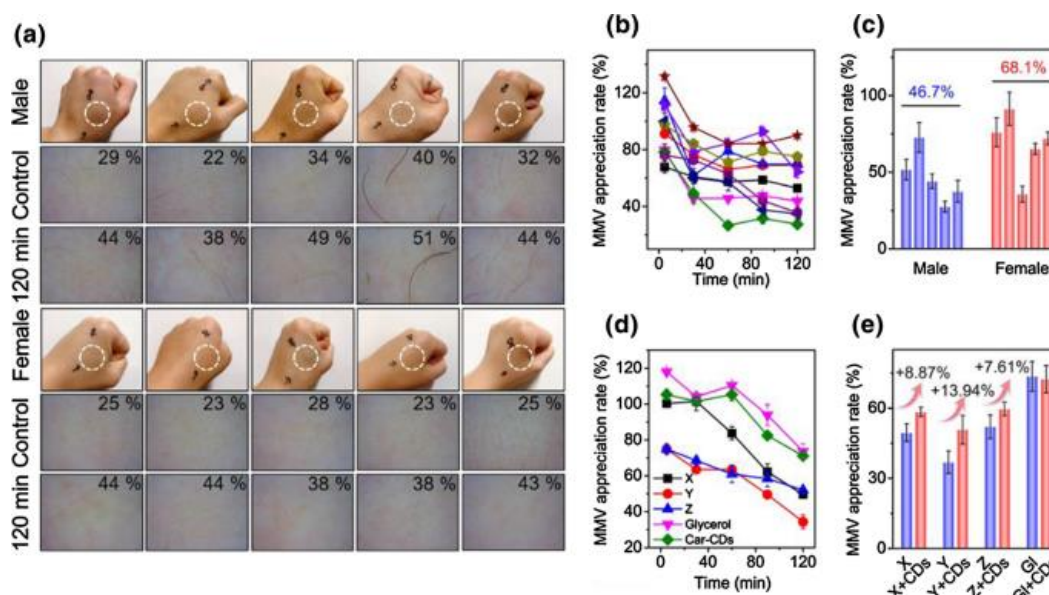 (a)
Male
Control
29 %
22 %
34 %
40 %
32 %
120 min
44 %
38 %
49 %
51 %
44 %
Female
Control
25 %
23 %
28 %
23 %
25 %
120 min
44 %
44 %
38 %
38 %
43 %
(b)
MMV appreciation rate (%)
120
80
40
0 40 80 120
Time (min)
(c)
MMV appreciation rate (%)
100
50
0
46.7%
68.1%
Male Female
(d)
MMV appreciation rate (%)
120
100
80
60
40
20
X
Y
Z
Glycerol
Car-CDs
0 40 80 120
Time (min)
(e)
MMV appreciation rate (%)
60
30
0
+8.87%
+13.94%
+7.61%
X
X+CDs
Y
Y+CDs
Z
Z+CDs
Gl
Gl+CD